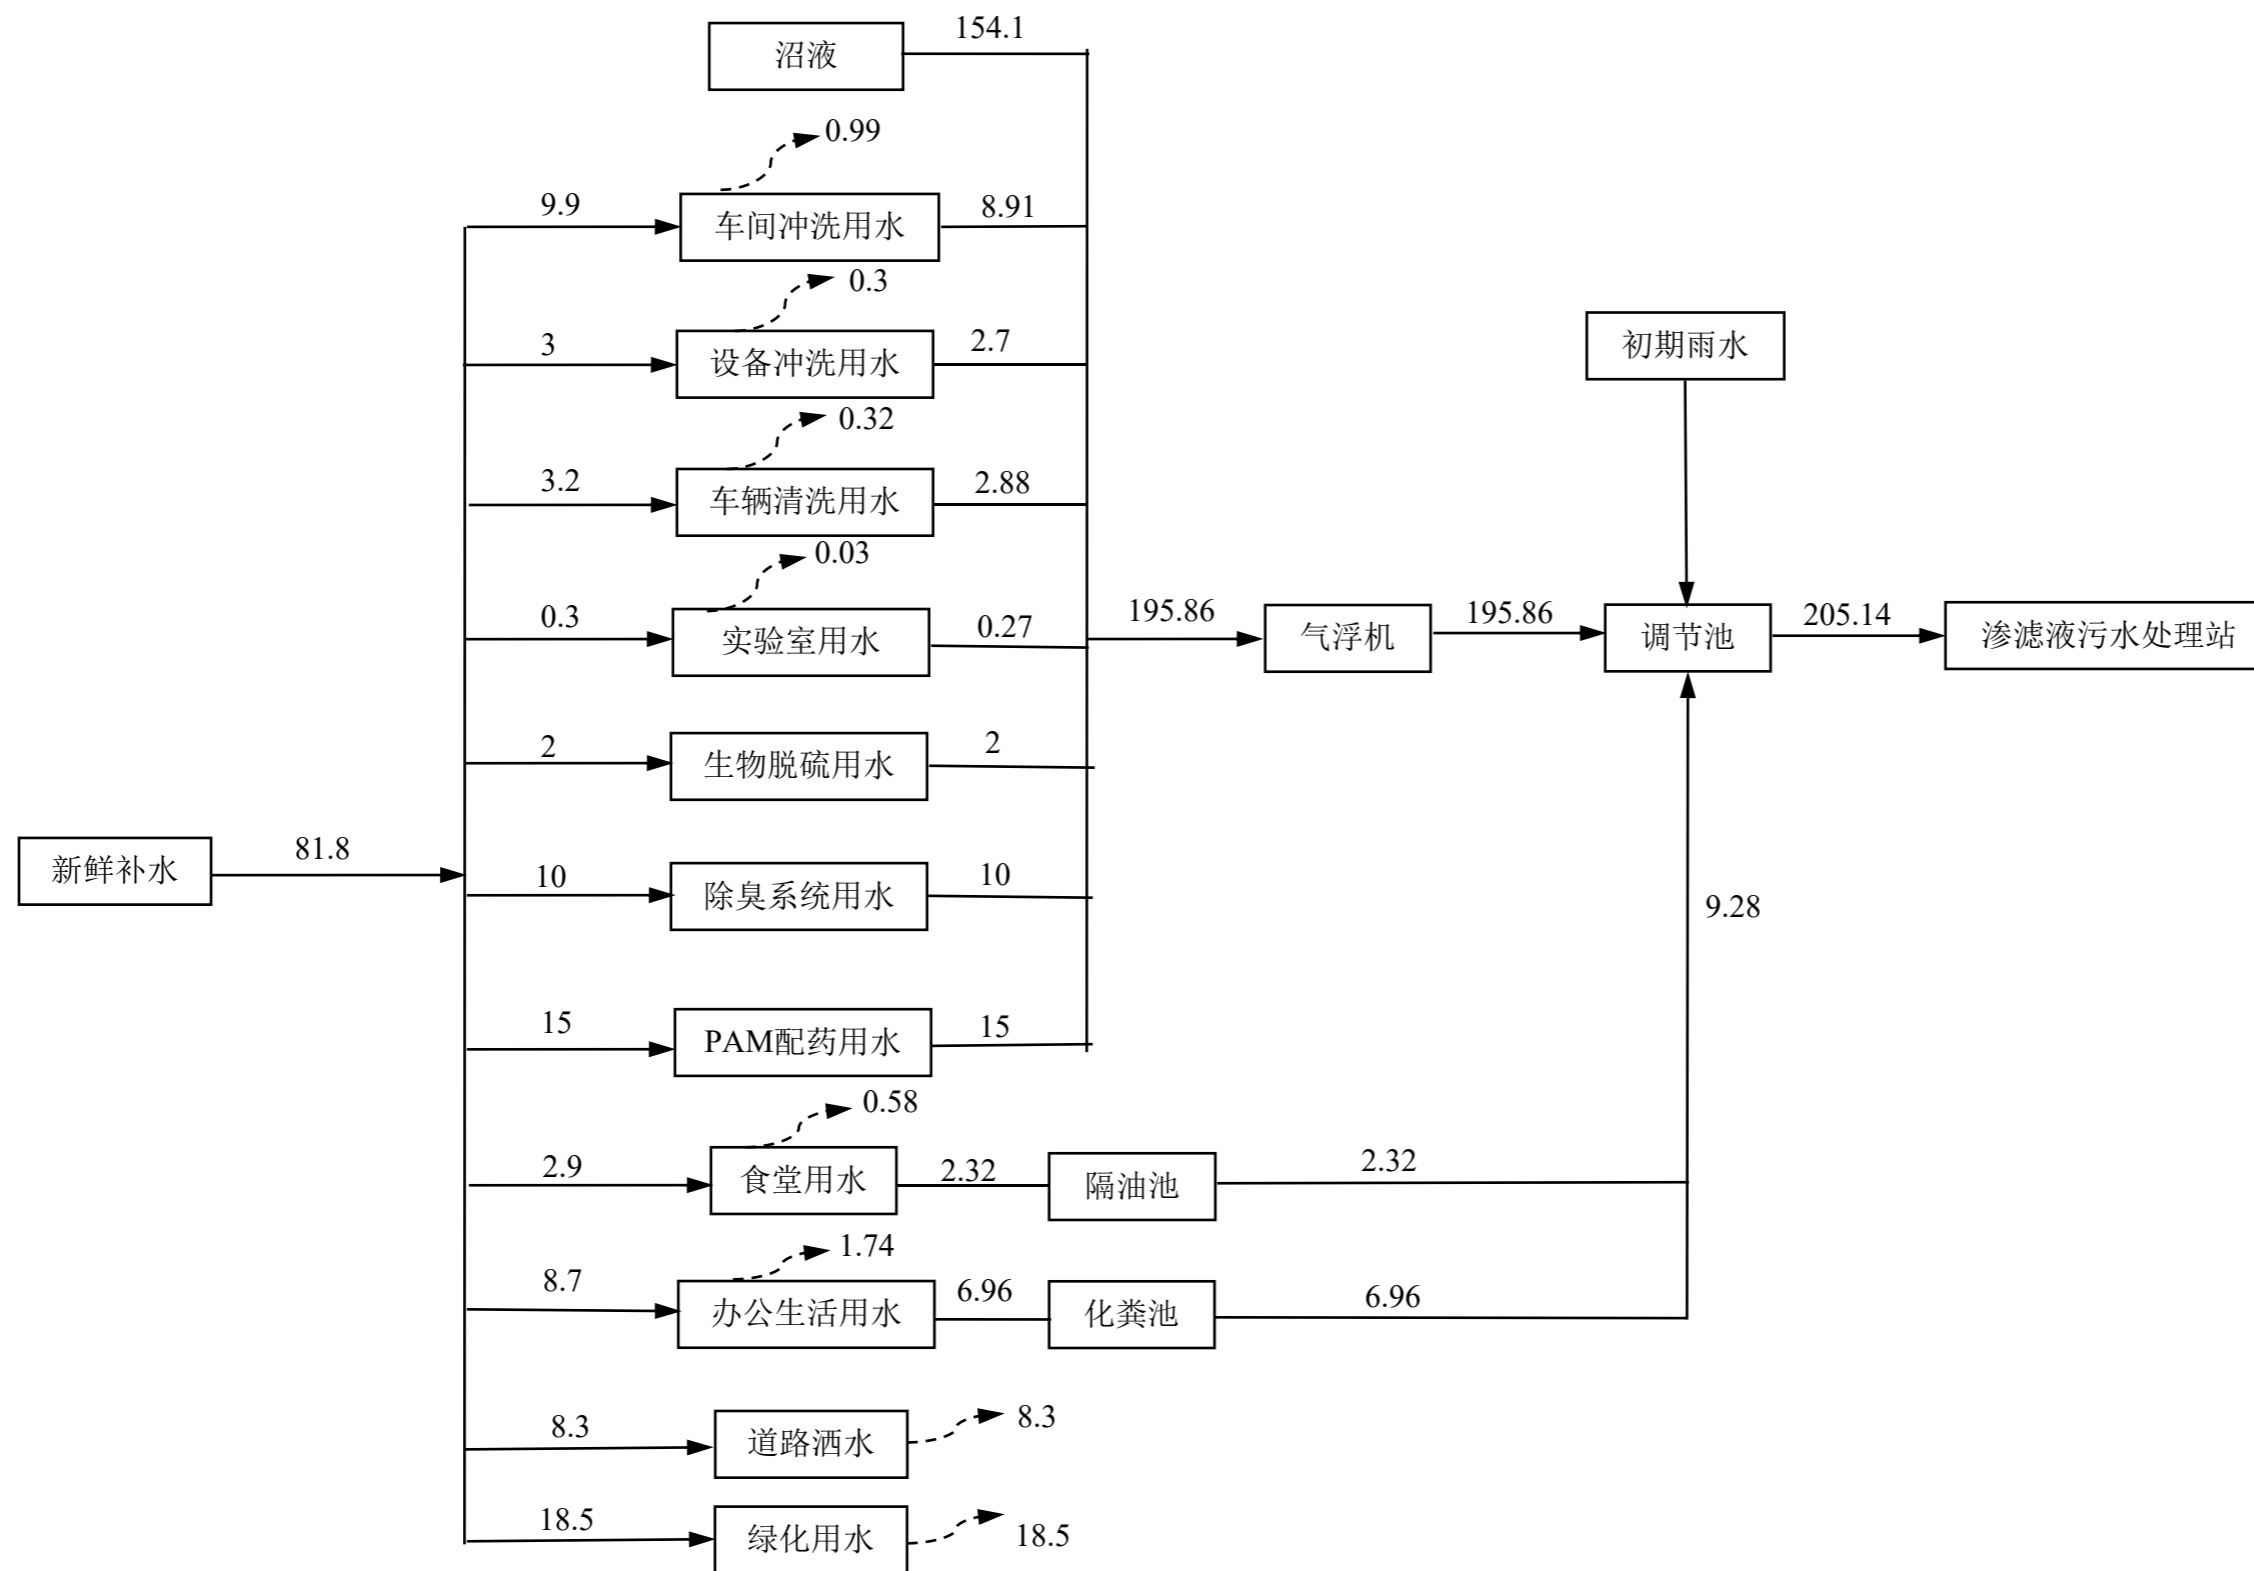 154.1
沼液
0.99
9.9
车间冲洗用水
8.91
0.3
3
设备冲洗用水
2.7
初期雨水
0.32
3.2
车辆清洗用水
2.88
0.03
0.3
实验室用水
0.27
195.86
气浮机
195.86
调节池
205.14
渗滤液污水处理站
2
生物脱硫用水
2
新鲜补水
81.8
10
除臭系统用水
10
9.28
15
PAM配药用水
15
0.58
2.9
食堂用水
2.32
隔油池
2.32
1.74
8.7
办公生活用水
6.96
化粪池
6.96
8.3
道路洒水
8.3
18.5
绿化用水
18.5